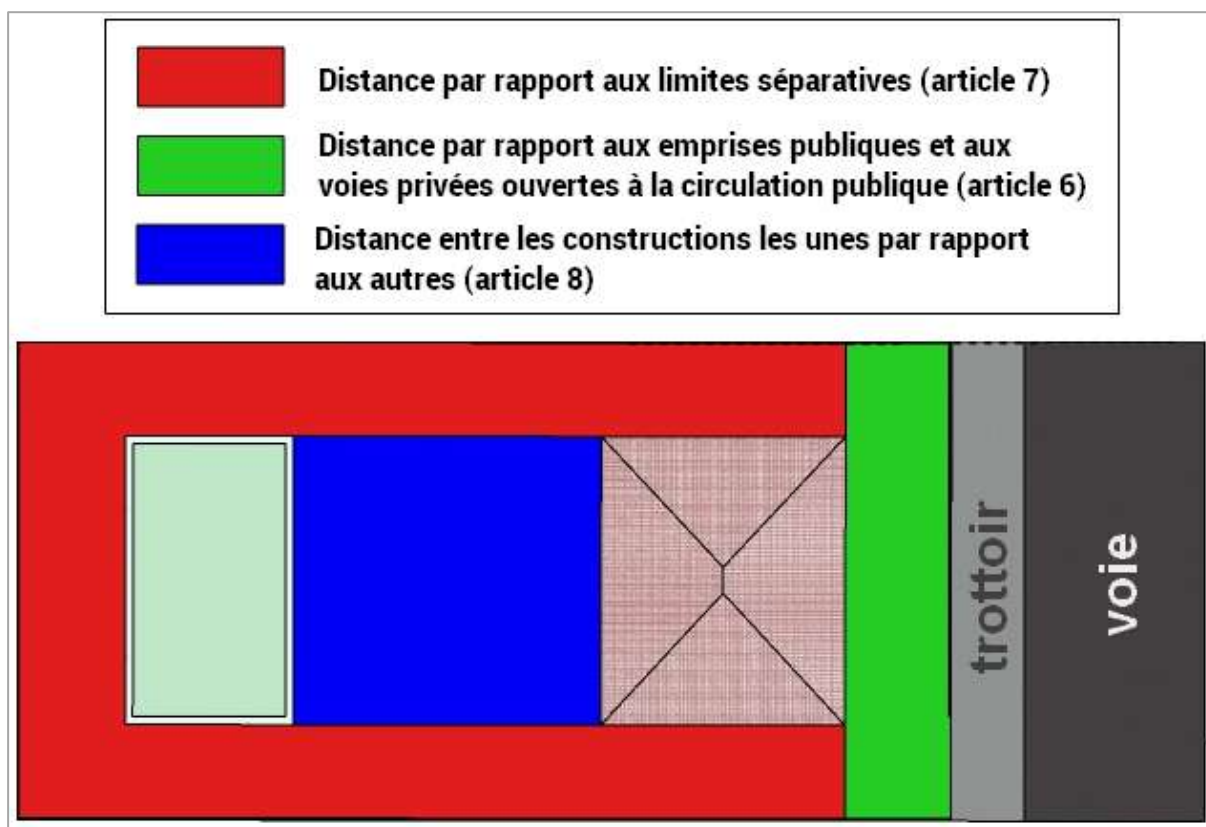 Distance par rapport aux limites séparatives (article 7)
Distance par rapport aux emprises publiques et aux
voies privées ouvertes à la circulation publique (article 6)
Distance entre les constructions les unes par rapport
aux autres (article 8)
trottoir
voie